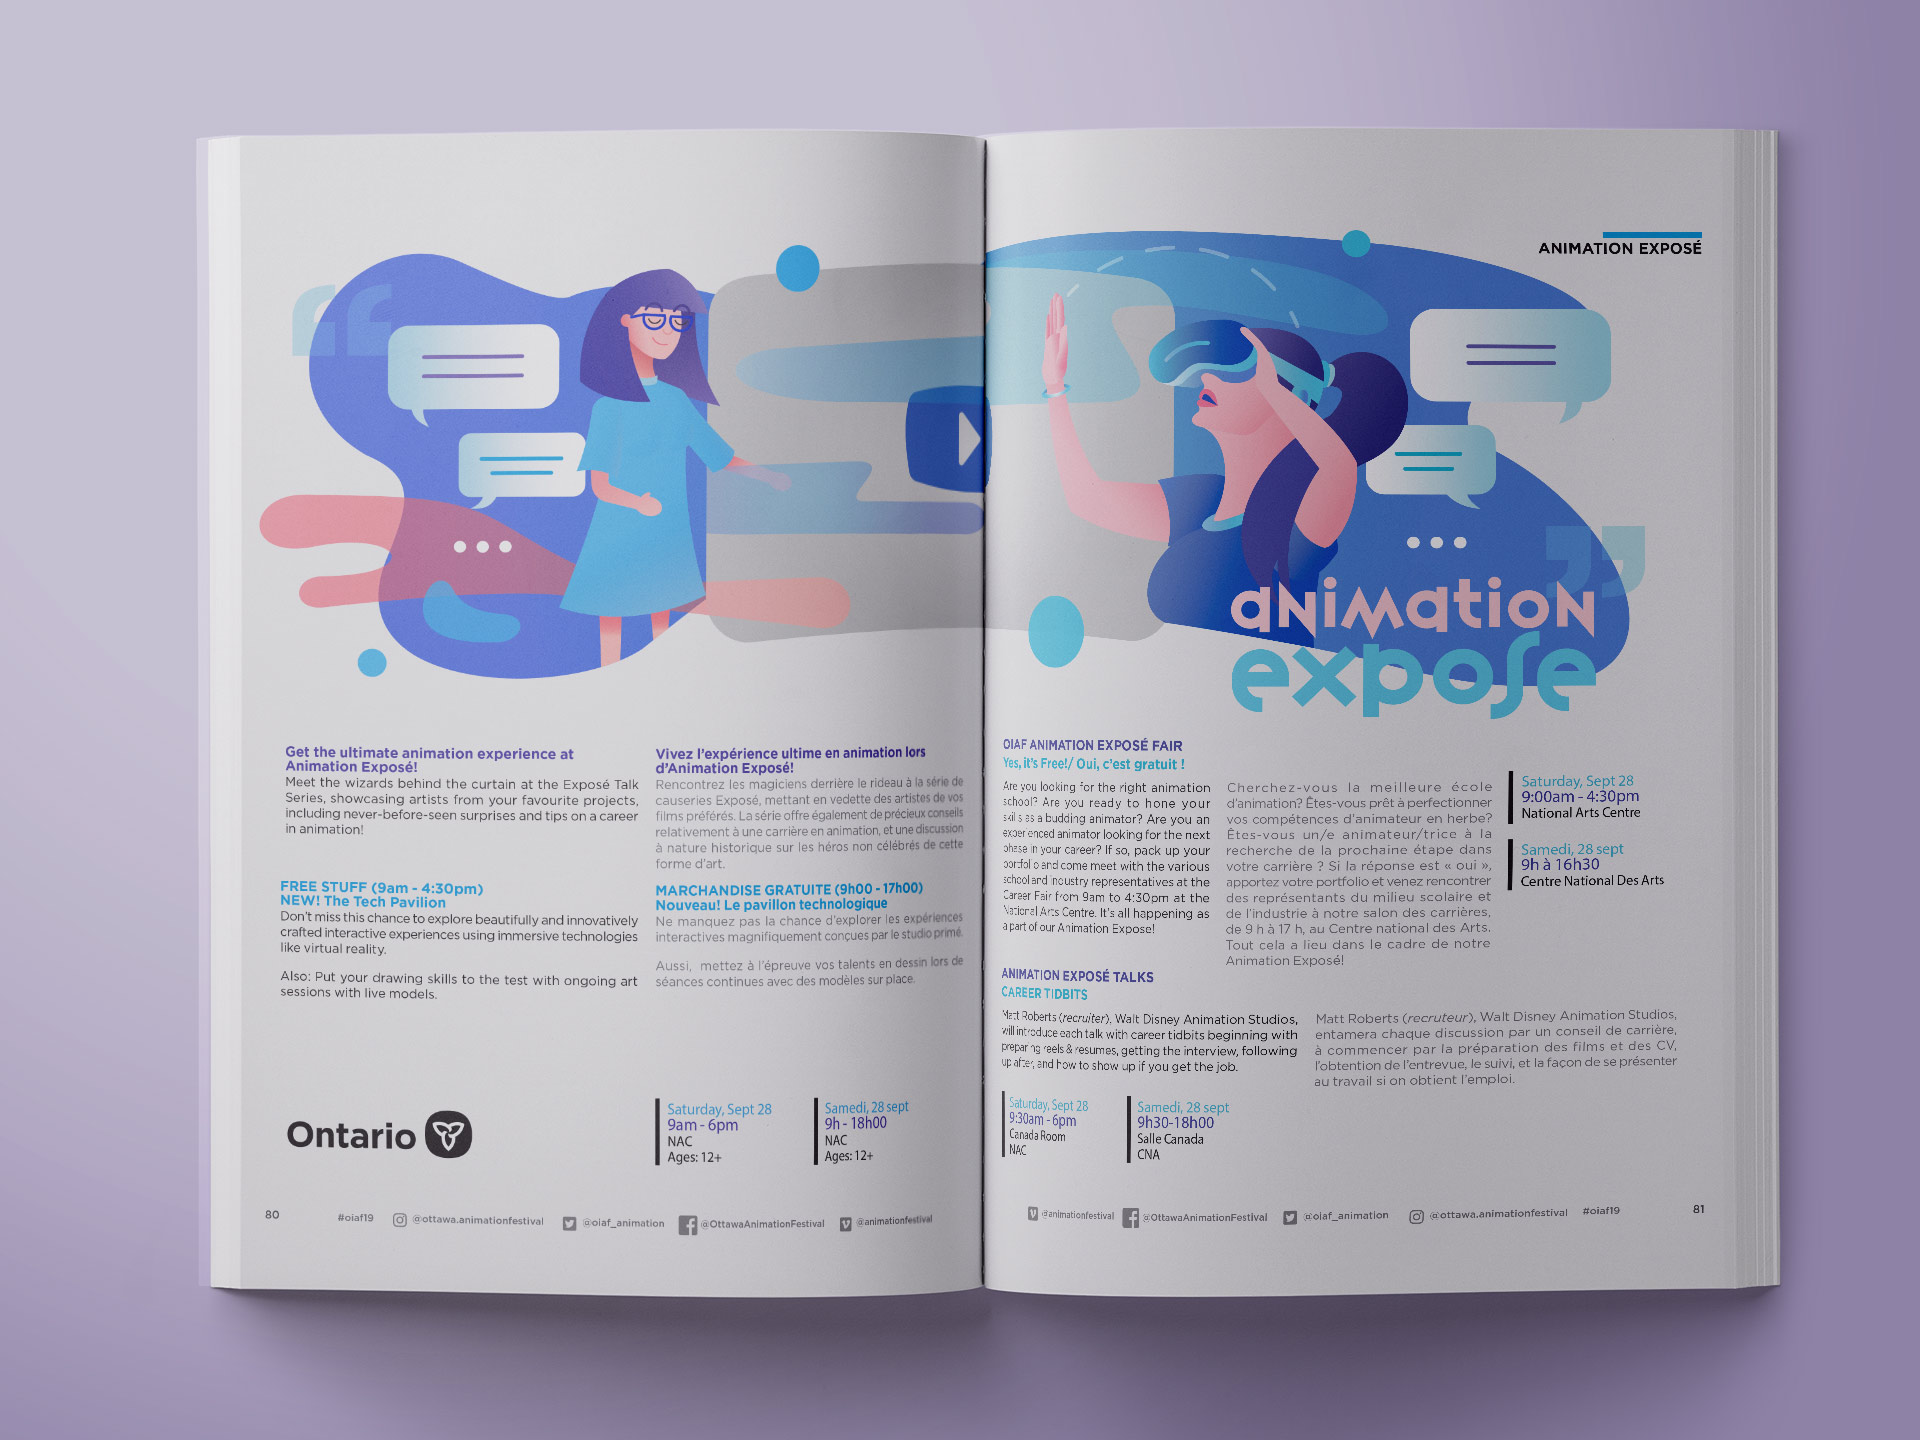 Get the ultimate animation experience at
Animation Exposé!
Meet the wizards behind the curtain at the Exposé Talk
Series, showcasing artists from your favourite projects,
including never-before-seen surprises and tips on a career
in animation!
Vivez l'expérience ultime en animation lors
d'Animation Exposé!
Rencontrez les magiciens derrière le rideau à la série de
causeries Exposé, mettant en vedette des artistes de vos
films préférés. La série offre également de précieux conseils
relativement à une carrière en animation, et une discussion
à nature historique sur les héros non célébrés de cette
forme d'art.
FREE STUFF (9am - 4:30pm)
NEW! The Tech Pavilion
Don't miss this chance to explore beautifully and innovatively
crafted interactive experiences using immersive technologies
like virtual reality.
Also: Put your drawing skills to the test with ongoing art
sessions with live models.
MARCHANDISE GRATUITE (9h00 - 17h00)
Nouveau! Le pavillon technologique
Ne manquez pas la chance d'explorer les expériences
interactives magnifiquement conçues par le studio primé.
Aussi, mettez à l'épreuve vos talents en dessin lors de
séances continues avec des modèles sur place.
Ontario
Saturday, Sept 28
9am - 6pm
NAC
Ages: 12+
Samedi, 28 sept
9h - 18h00
NAC
Ages: 12+
80 #oiaf19 @ottawa.animationfestival @oiaf_animation @OttawaAnimationFestival @animationfestival
ANIMATION EXPOSÉ
animation
expose
OIAF ANIMATION EXPOSÉ FAIR
Yes, it's Free!/ Oui, c'est gratuit !
Are you looking for the right animation
school? Are you ready to hone your
skills as a budding animator? Are you an
experienced animator looking for the next
phase in your career? If so, pack up your
portfolio and come meet with the various
school and industry representatives at the
Career Fair from 9am to 4:30pm at the
National Arts Centre. It's all happening as
a part of our Animation Expose!
Cherchez-vous la meilleure école
d'animation? Êtes-vous prêt à perfectionner
vos compétences d'animateur en herbe?
Êtes-vous un/e animateur/trice à la
recherche de la prochaine étape dans
votre carrière ? Si la réponse est « oui »,
apportez votre portfolio et venez rencontrer
des représentants du milieu scolaire et
de l'industrie à notre salon des carrières,
de 9 h à 17 h, au Centre national des Arts.
Tout cela a lieu dans le cadre de notre
Animation Exposé!
Saturday, Sept 28
9:00am - 4:30pm
National Arts Centre
Samedi, 28 sept
9h à 16h30
Centre National Des Arts
ANIMATION EXPOSÉ TALKS
CAREER TIDBITS
Matt Roberts (recruiter), Walt Disney Animation Studios,
will introduce each talk with career tidbits beginning with
preparing reels & resumes, getting the interview, following
up after, and how to show up if you get the job.
Matt Roberts (recruteur), Walt Disney Animation Studios,
entamera chaque discussion par un conseil de carrière,
à commencer par la préparation des films et des CV,
l'obtention de l'entrevue, le suivi, et la façon de se présenter
au travail si on obtient l'emploi.
Saturday, Sept 28
9:30am - 6pm
Canada Room
NAC
Samedi, 28 sept
9h30-18h00
Salle Canada
CNA
@animationfestival @OttawaAnimationFestival @oiaf_animation @ottawa.animationfestival #oiaf19 81